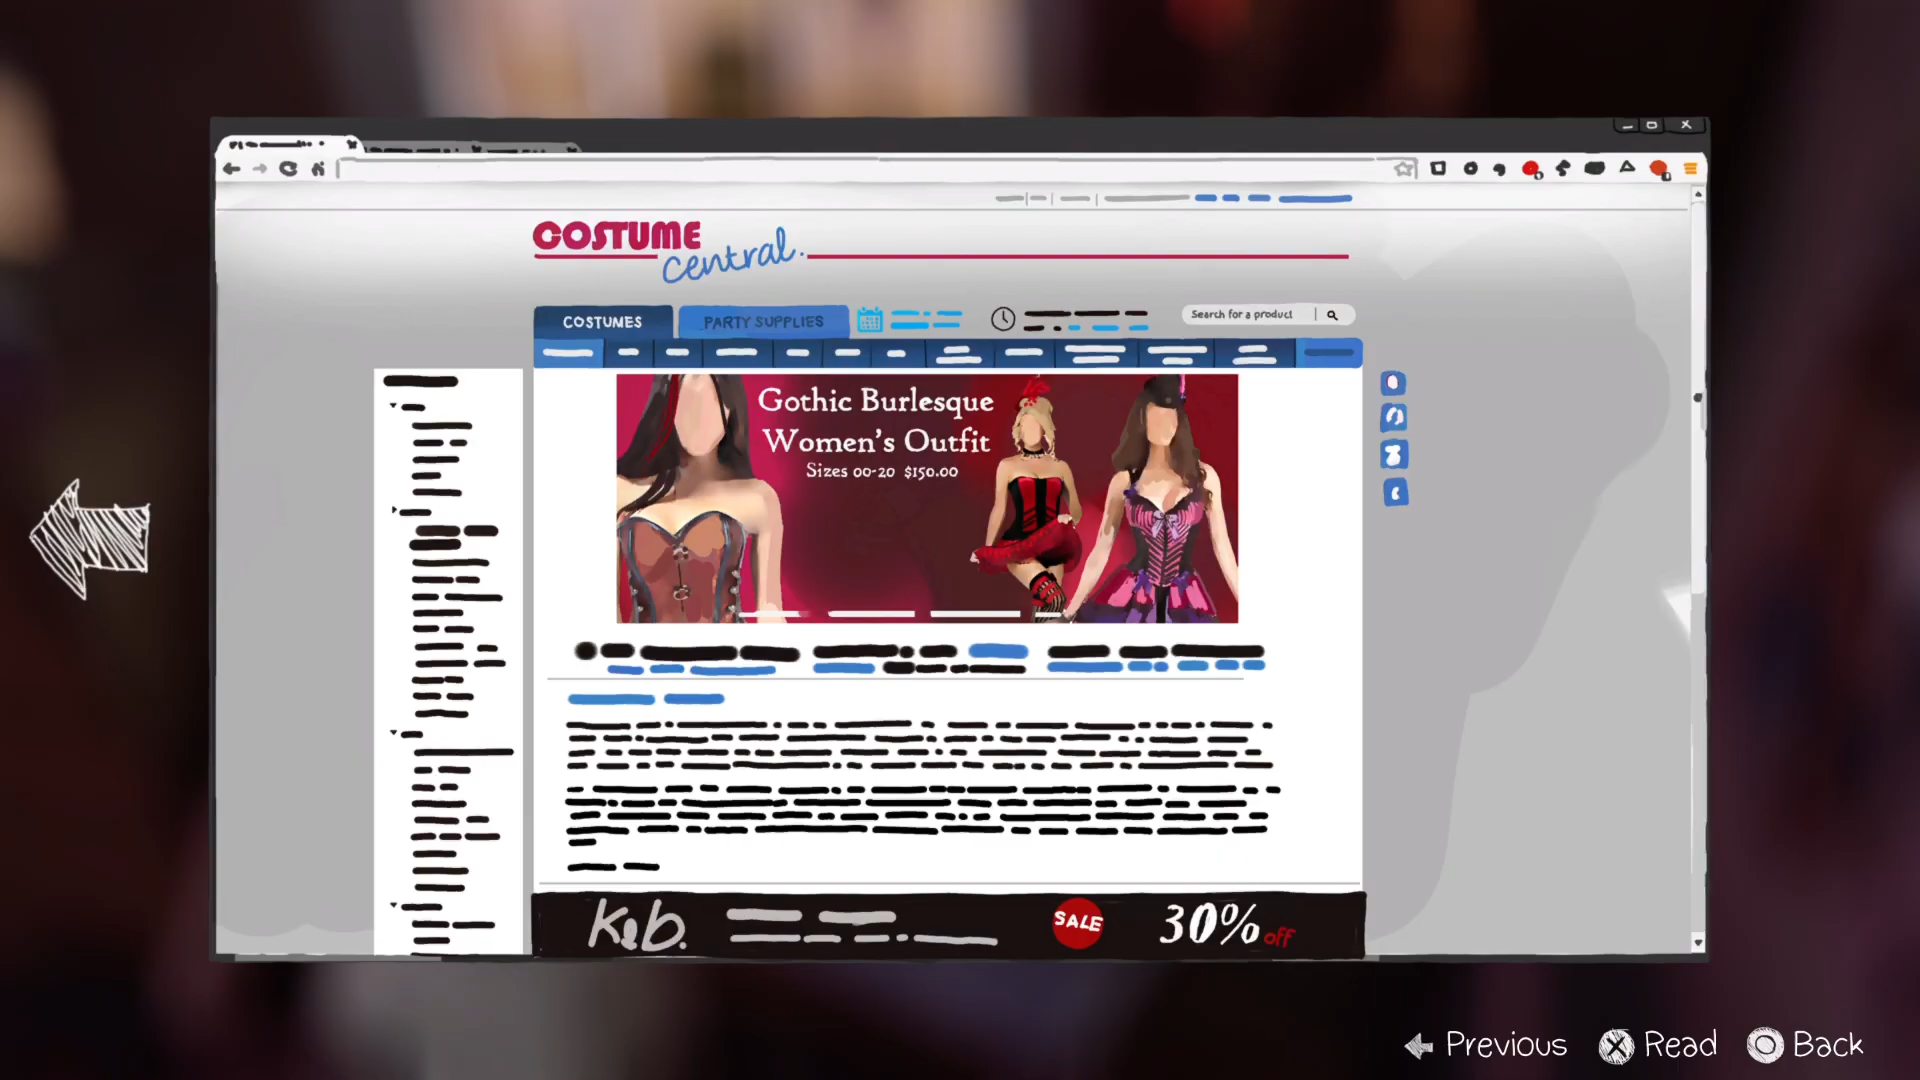 COSTUME
central.
COSTUMES
PARTY SUPPLIES
Search for a product
Gothic Burlesque
Women's Outfit
Sizes 00-20 $150.00
K&b.
SALE
30% off
Previous
Read
Back